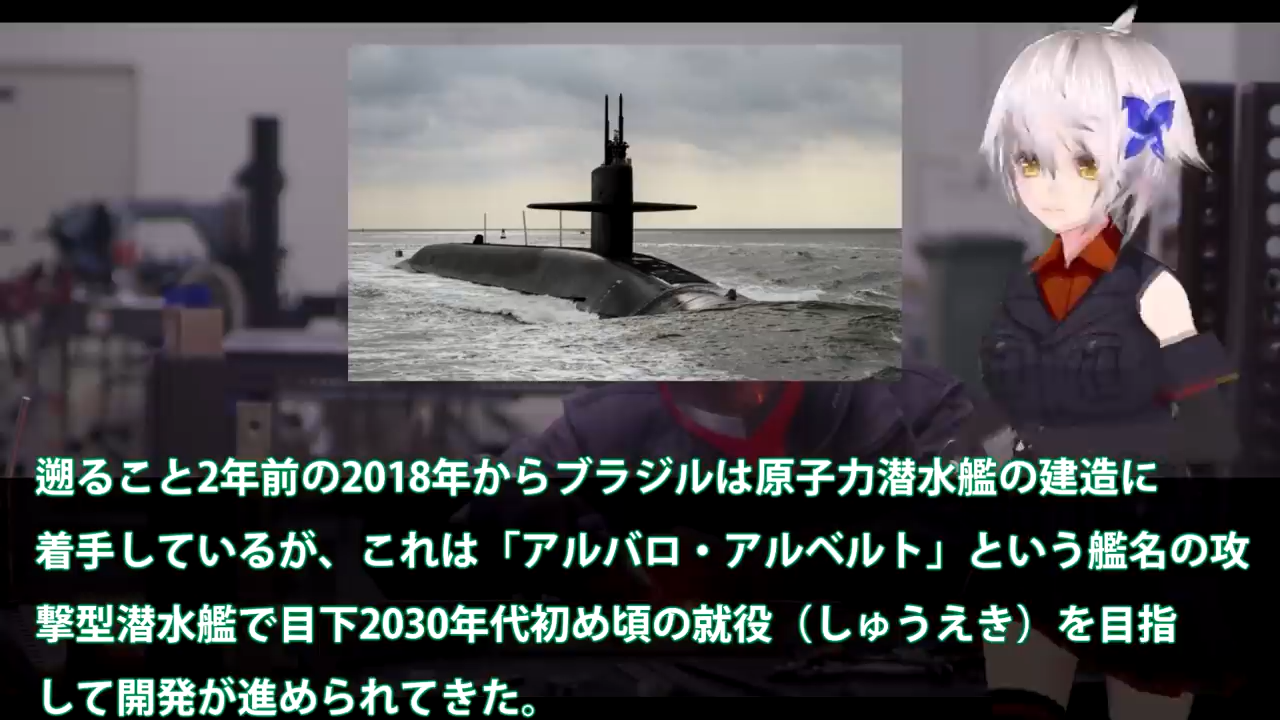 遡ること2年前の2018年からブラジルは原子力潜水艦の建造に
着手しているが、これは「アルバロ・アルベルト」という艦名の攻
撃型潜水艦で目下2030年代初め頃の就役（しゅうえき）を目指
して開発が進められてきた。